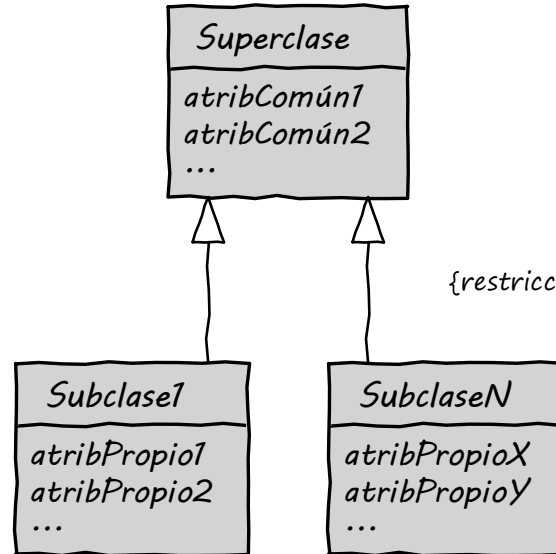 Superclase
atribComún1
atribComún2
...
{restricc
Subclase1
atribPropio1
atribPropio2
...
SubclaseN
atribPropioX
atribPropioY
...